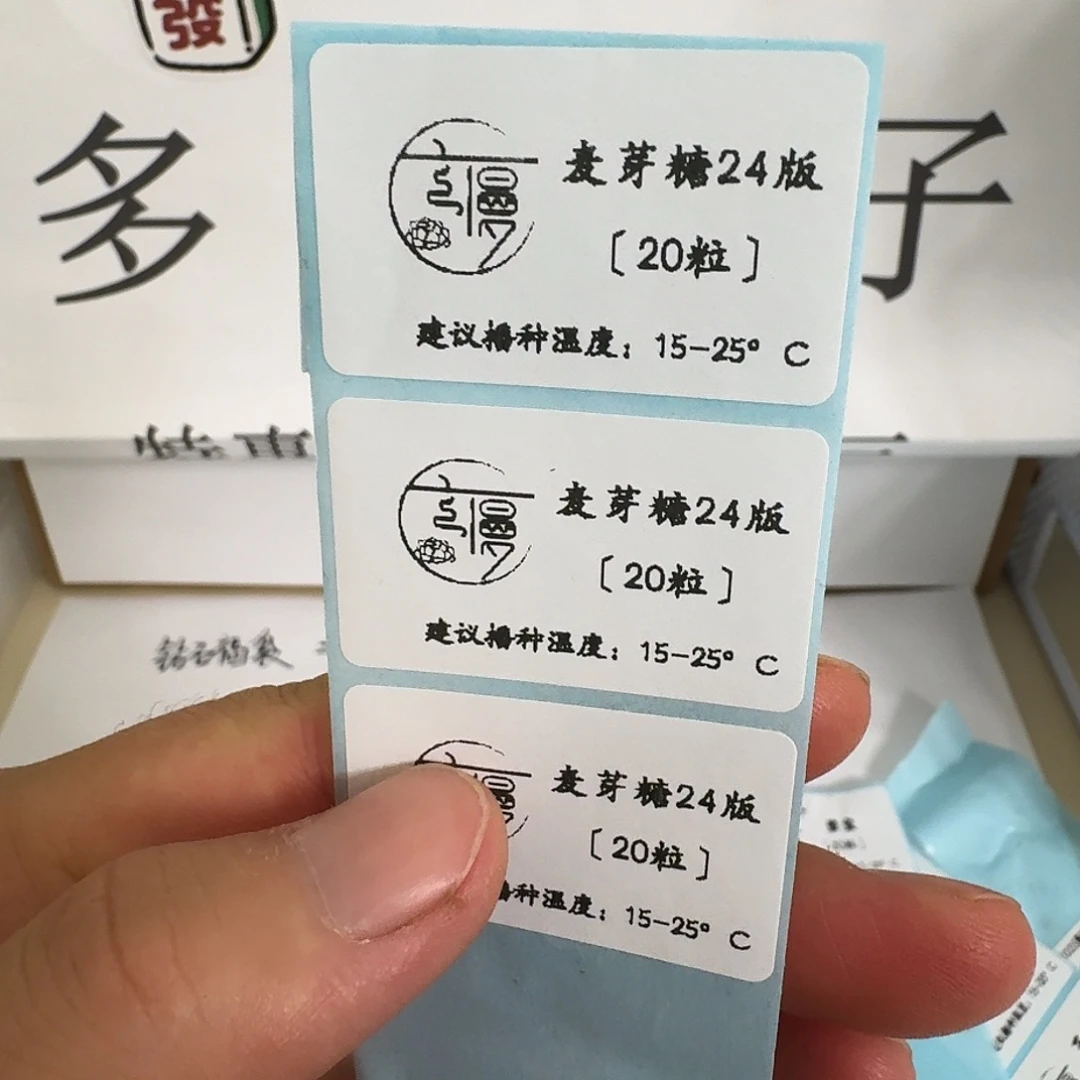 發
多
子
麦芽糖24版
〔20粒〕
建议播种温度：15-25° C
麦芽糖24版
〔20粒〕
建议播种温度：15-25° C
麦芽糖24版
〔20粒〕
播种温度：15-25° C